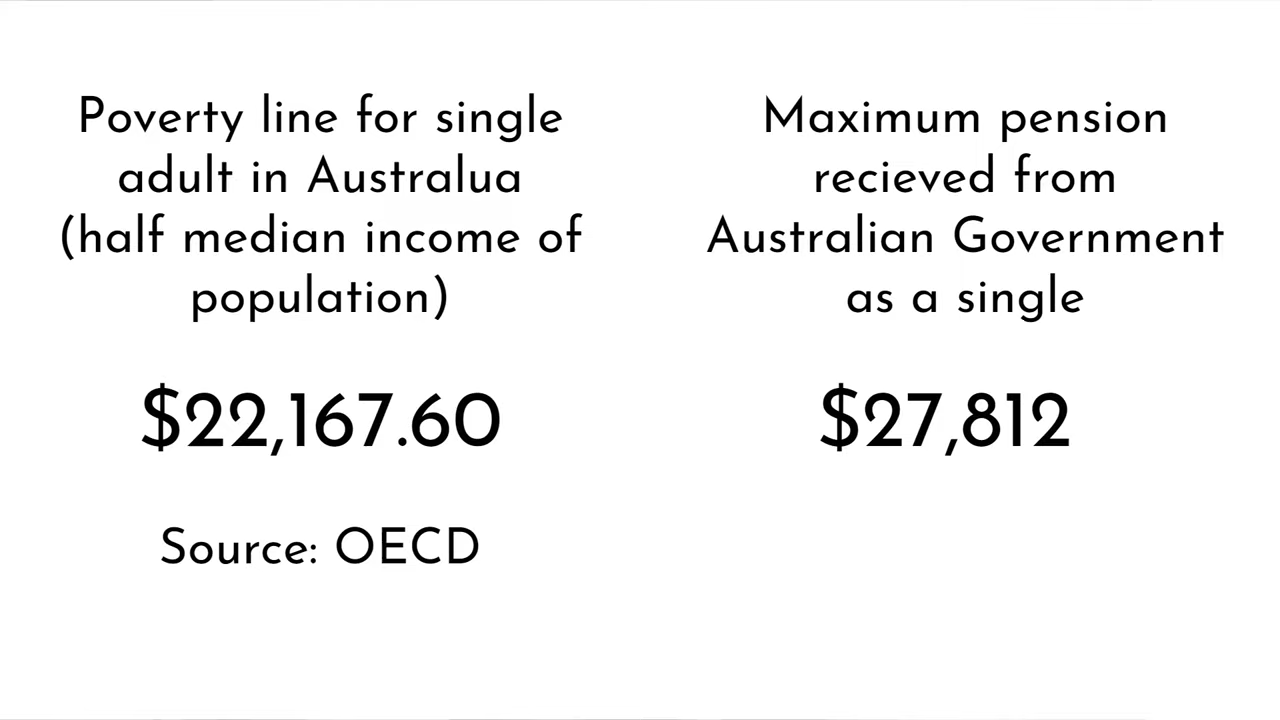 Poverty line for single
adult in Australua
(half median income of
population)
$22,167.60
Source: OECD
Maximum pension
recieved from
Australian Government
as a single
$27,812